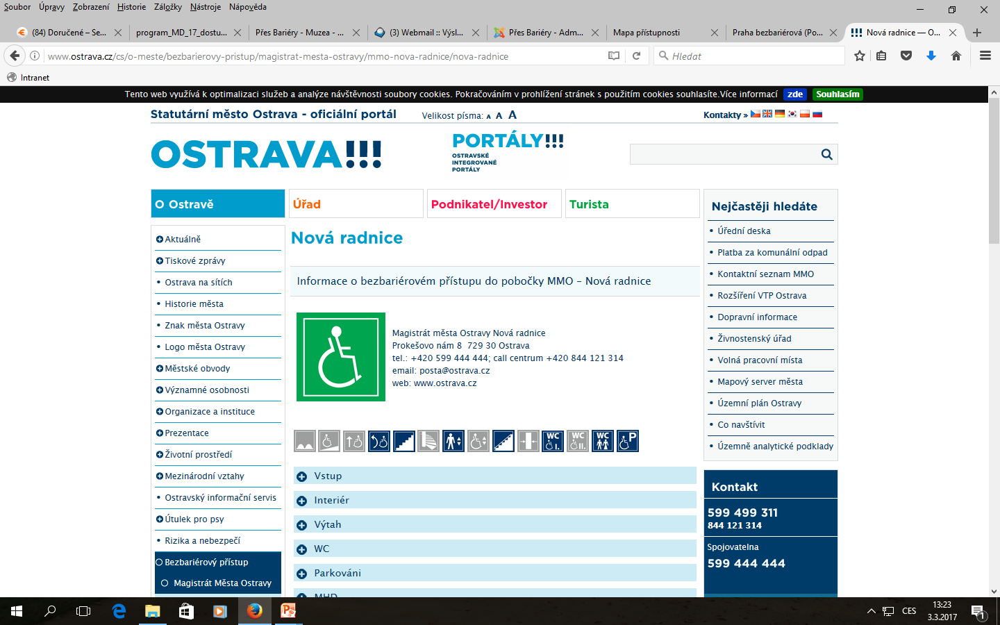 Soubor Úpravy Zobrazení Historie Záložky Nástroje Nápověda
(84) Doručené – Se...
program_MD_17_dostu...
Přes Bariéry - Muzea - ...
(3) Webmail :: Výsl...
Přes Bariéry - Adm...
Mapa přístupnosti
Praha bezbariérová (Po...
Nová radnice — O...
www.ostrava.cz/cs/o-meste/bezbarierovy-pristup/magistrat-mesta-ostravy/mmo-nova-radnice/nova-radnice
Hledat
Intranet
Tento web využívá k optimalizaci služeb a analýze návštěvnosti soubory cookies. Pokračováním v prohlížení stránek s použitím cookies souhlasíte.Více informací zde Souhlasím
Statutární město Ostrava - oficiální portál
Velikost písma: A A A
Kontakty »
OSTRAVA!!!
PORTÁLY!!!
OSTRAVSKÉ
INTEGROVANÉ
PORTÁLY
O Ostravě
Úřad
Podnikatel/Investor
Turista
Aktuálně
Tiskové zprávy
Ostrava na sítích
Historie města
Znak města Ostravy
Logo města Ostravy
Městské obvody
Významné osobnosti
Organizace a instituce
Prezentace
Životní prostředí
Mezinárodní vztahy
Ostravský informační servis
Útulek pro psy
Rizika a nebezpečí
Bezbariérový přístup
Magistrát Města Ostravy
Nová radnice
Informace o bezbariérovém přístupu do pobočky MMO – Nová radnice
Magistrát města Ostravy Nová radnice
Prokešovo nám 8 729 30 Ostrava
tel.: +420 599 444 444; call centrum +420 844 121 314
email: posta@ostrava.cz
web: www.ostrava.cz
WC I.
WC II.
WC
P
Vstup
Interiér
Výtah
WC
Parkováni
MHD
Nejčastěji hledáte
Úřední deska
Platba za komunální odpad
Kontaktní seznam MMO
Rozšíření VTP Ostrava
Dopravní informace
Živnostenský úřad
Volná pracovní místa
Mapový server města
Územní plán Ostravy
Co navštívit
Územně analytické podklady
Kontakt
599 499 311
844 121 314
Spojovatelna
599 444 444
CES
13:23
3.3.2017
1